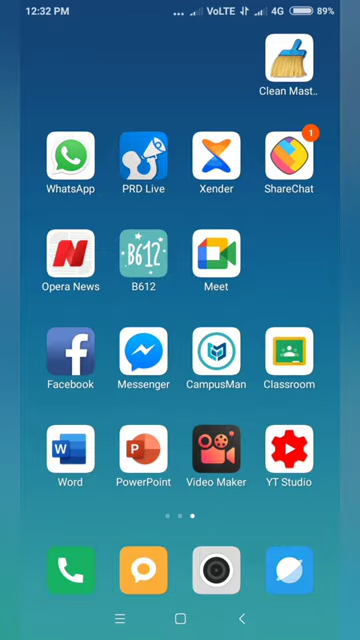 12:32 PM ... VoLTE 4G 89%
Clean Mast..
1
WhatsApp PRD Live Xender ShareChat
B612
Opera News B612 Meet
Facebook Messenger CampusMan Classroom
W P
Word PowerPoint Video Maker YT Studio